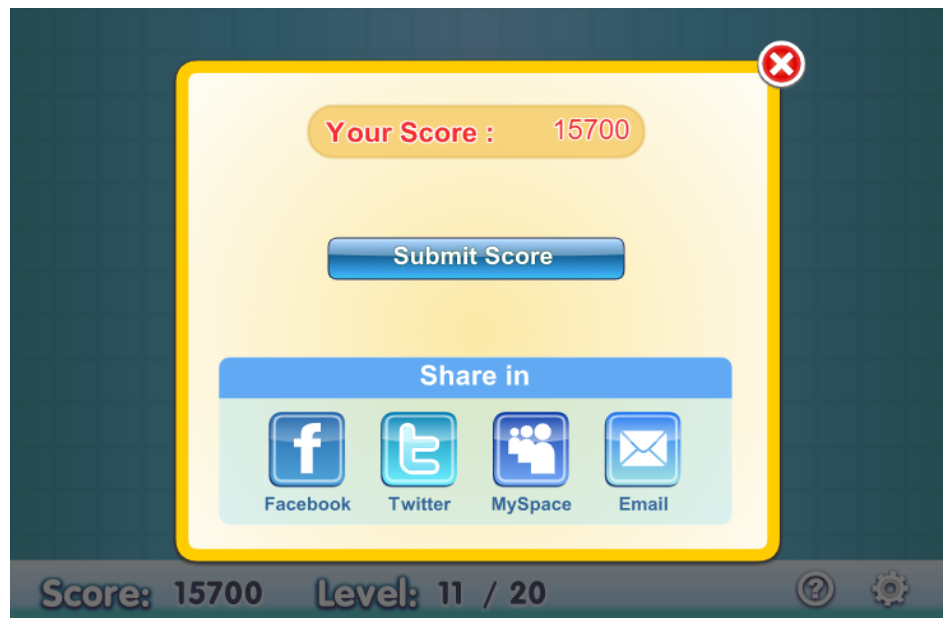 Your Score : 15700
Submit Score
Share in
Facebook Twitter MySpace Email
Score: 15700 Level: 11 / 20